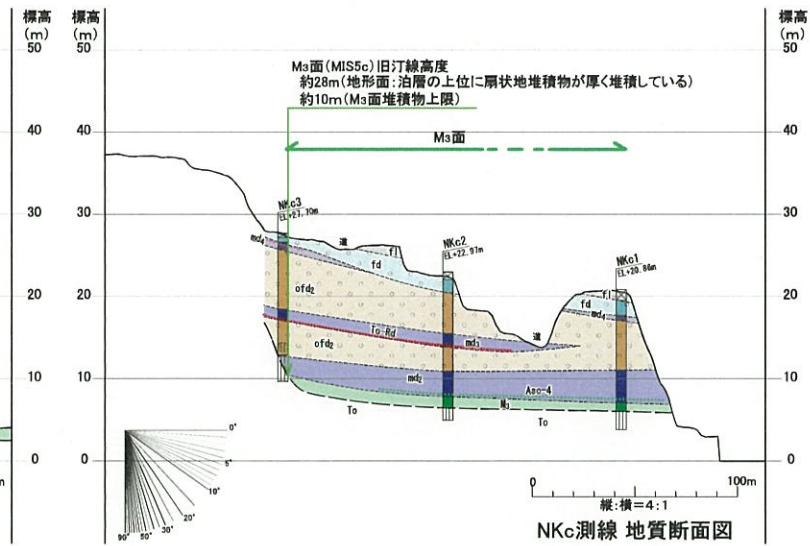 標高
(m)
標高
(m)
標高
(m)
50
50
50
M₃面(MIS5c)旧汀線高度
約28m(地形面:泊層の上位に扇状地堆積物が厚く堆積している)
約10m(M₃面堆積物上限)
40
40
40
M₃面
30
30
30
NKc3
EL+27.10m
道
fl
NKc2
EL+22.97m
NKc1
EL+20.86m
md₄
fd
fl
fd
md₄
ofd₂
20
20
20
To-Rd
道
md₃
ofd₂
10
10
10
md₂
Aso-4
M₃
To
To
0
0
0
0°
5°
10°
20°
30°
50°
90°
0
100m
縦:横=4:1
NKc測線 地質断面図
m